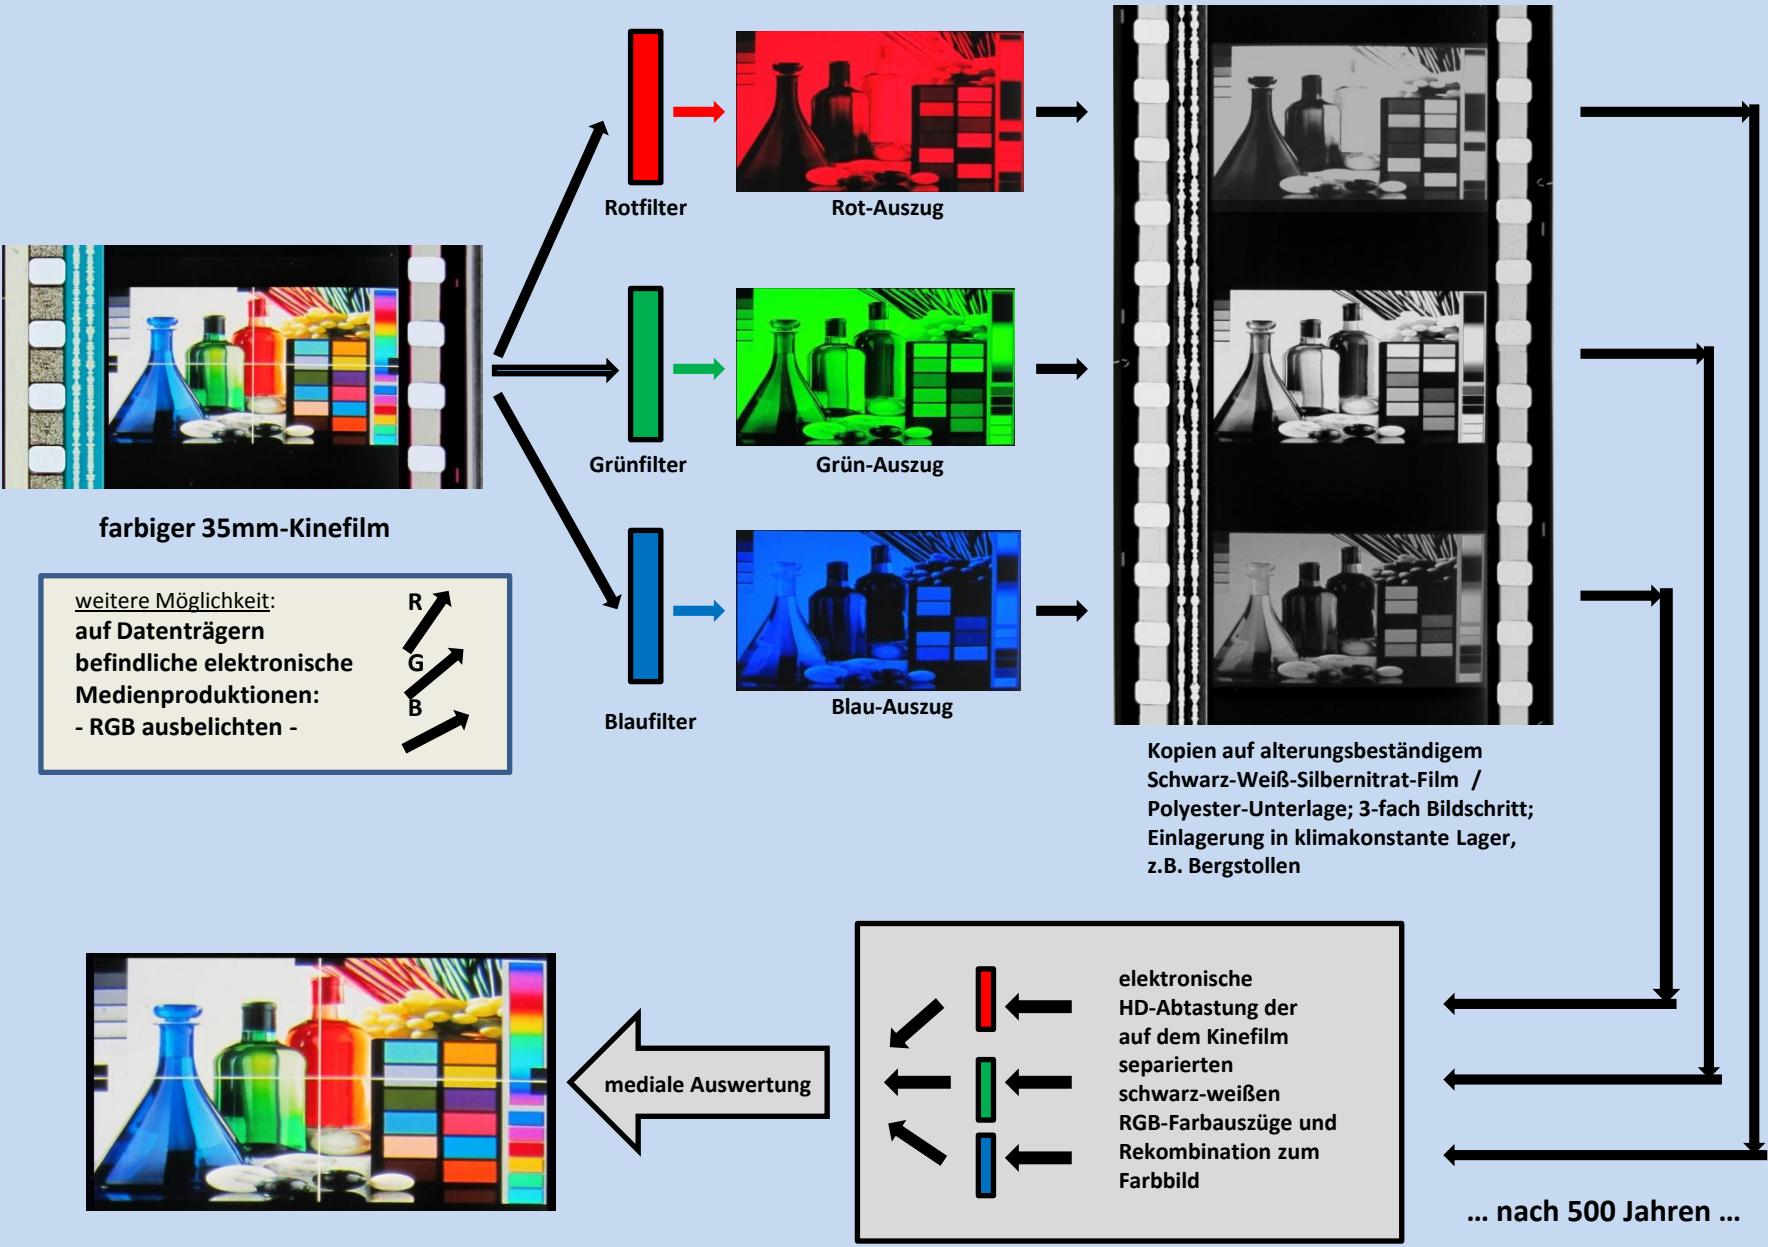 Rotfilter
Rot-Auszug
Grünfilter
Grün-Auszug
farbiger 35mm-Kinefilm
weitere Möglichkeit:
auf Datenträgern
befindliche elektronische
Medienproduktionen:
- RGB ausbelichten -
R
G
B
Blaufilter
Blau-Auszug
Kopien auf alterungsbeständigem
Schwarz-Weiß-Silbernitrat-Film /
Polyester-Unterlage; 3-fach Bildschritt;
Einlagerung in klimakonstante Lager,
z.B. Bergstollen
elektronische
HD-Abtastung der
auf dem Kinefilm
separierten
schwarz-weißen
RGB-Farbauszüge und
Rekombination zum
Farbbild
mediale Auswertung
... nach 500 Jahren ...